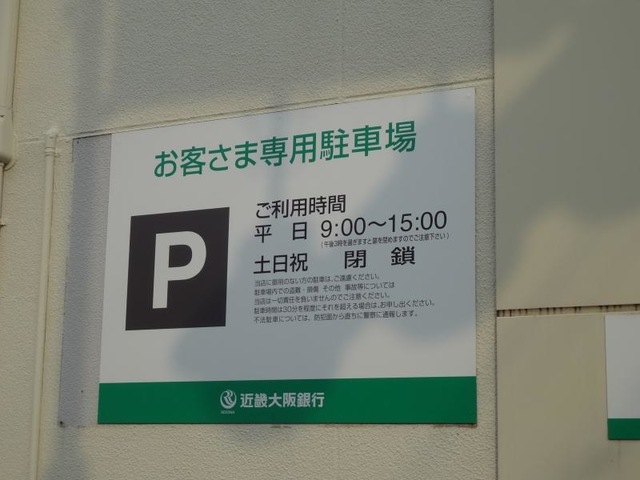 お客さま専用駐車場
P
ご利用時間
平 日 9:00～15:00
(午後3時を過ぎますと扉を閉めますのでご注意下さい)
土日祝 閉 鎖
当店に御用のない方の駐車は、ご遠慮ください。
駐車場内での盗難・損傷 その他 事故等については
当店は一切責任を負いませんのでご注意ください。
駐車時間は30分を程度にそれを超える場合は、お申し出ください。
不法駐車については、防犯面から直ちに警察に通報します。
近畿大阪銀行